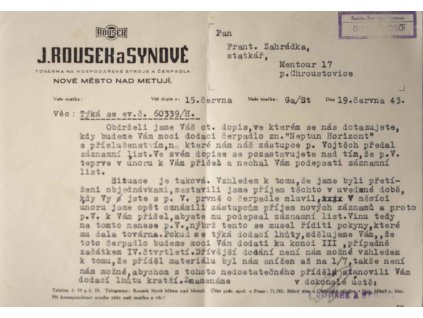 ROUSEK
J. ROUSEK a SYNOVÉ
TOVÁRNA NA HOSPODÁŘSKÉ STROJE A ČERPADLA
NOVÉ MĚSTO NAD METUJÍ.
Pan
Frant. Zahrádka,
statkář,
Mentour 17
p.Chroustovice
Vaše značka: Váš dopis z 15.června Naše značka: Ga/St Dne 19.června 43.
Věc: Týká se ev.č. 60339/H.
Obdrželi jsme Váš ct. dopis, ve kterém se nás dotazujete,
kdy budeme Vám moci dodati čerpadlo zn."Neptun Horizont"
s příslušenstvím, na které nám náš zástupce p. Vojtěch předal
záznamní list. Ve svém dopise se pozastavujete nad tím, že p.V.
teprve v únoru k Vám přišel a nechal Vám podepsati záznamní
list.
Situace je taková. Vzhledem k tomu, že jsme byli přetí-
ženi objednávkami, zastavili jsme příjem těchto v uvedené době,
kdy Vy jste s p. V. prvně o čerpadle mluvil, V měsíci
únoru jsme opět oznámili zástupcům příjem nových záznamů a proto
p.V. k Vám přišel, abyste mu podepsal záznamní list. Vinu tedy
na tomto nenese p.V., nýbrž tento se musel říditi pokyny, které
mu dala továrna. Pokud se týká dodací lhůty, sdělujeme Vám, že
toto čerpadlo budeme moci Vám dodati ku konci III, případně
začátkem IV. čtvrtletí. Dřívější dodání není možné vzhledem
k tomu, že příděl materiálu byl nám snížen až na 1/7, takže není
nám možné, abychom z tohoto nedostatečného přídělu stanovili Vám
dodací lhůtu kratší. Znamenáme v dokonalé úctě: